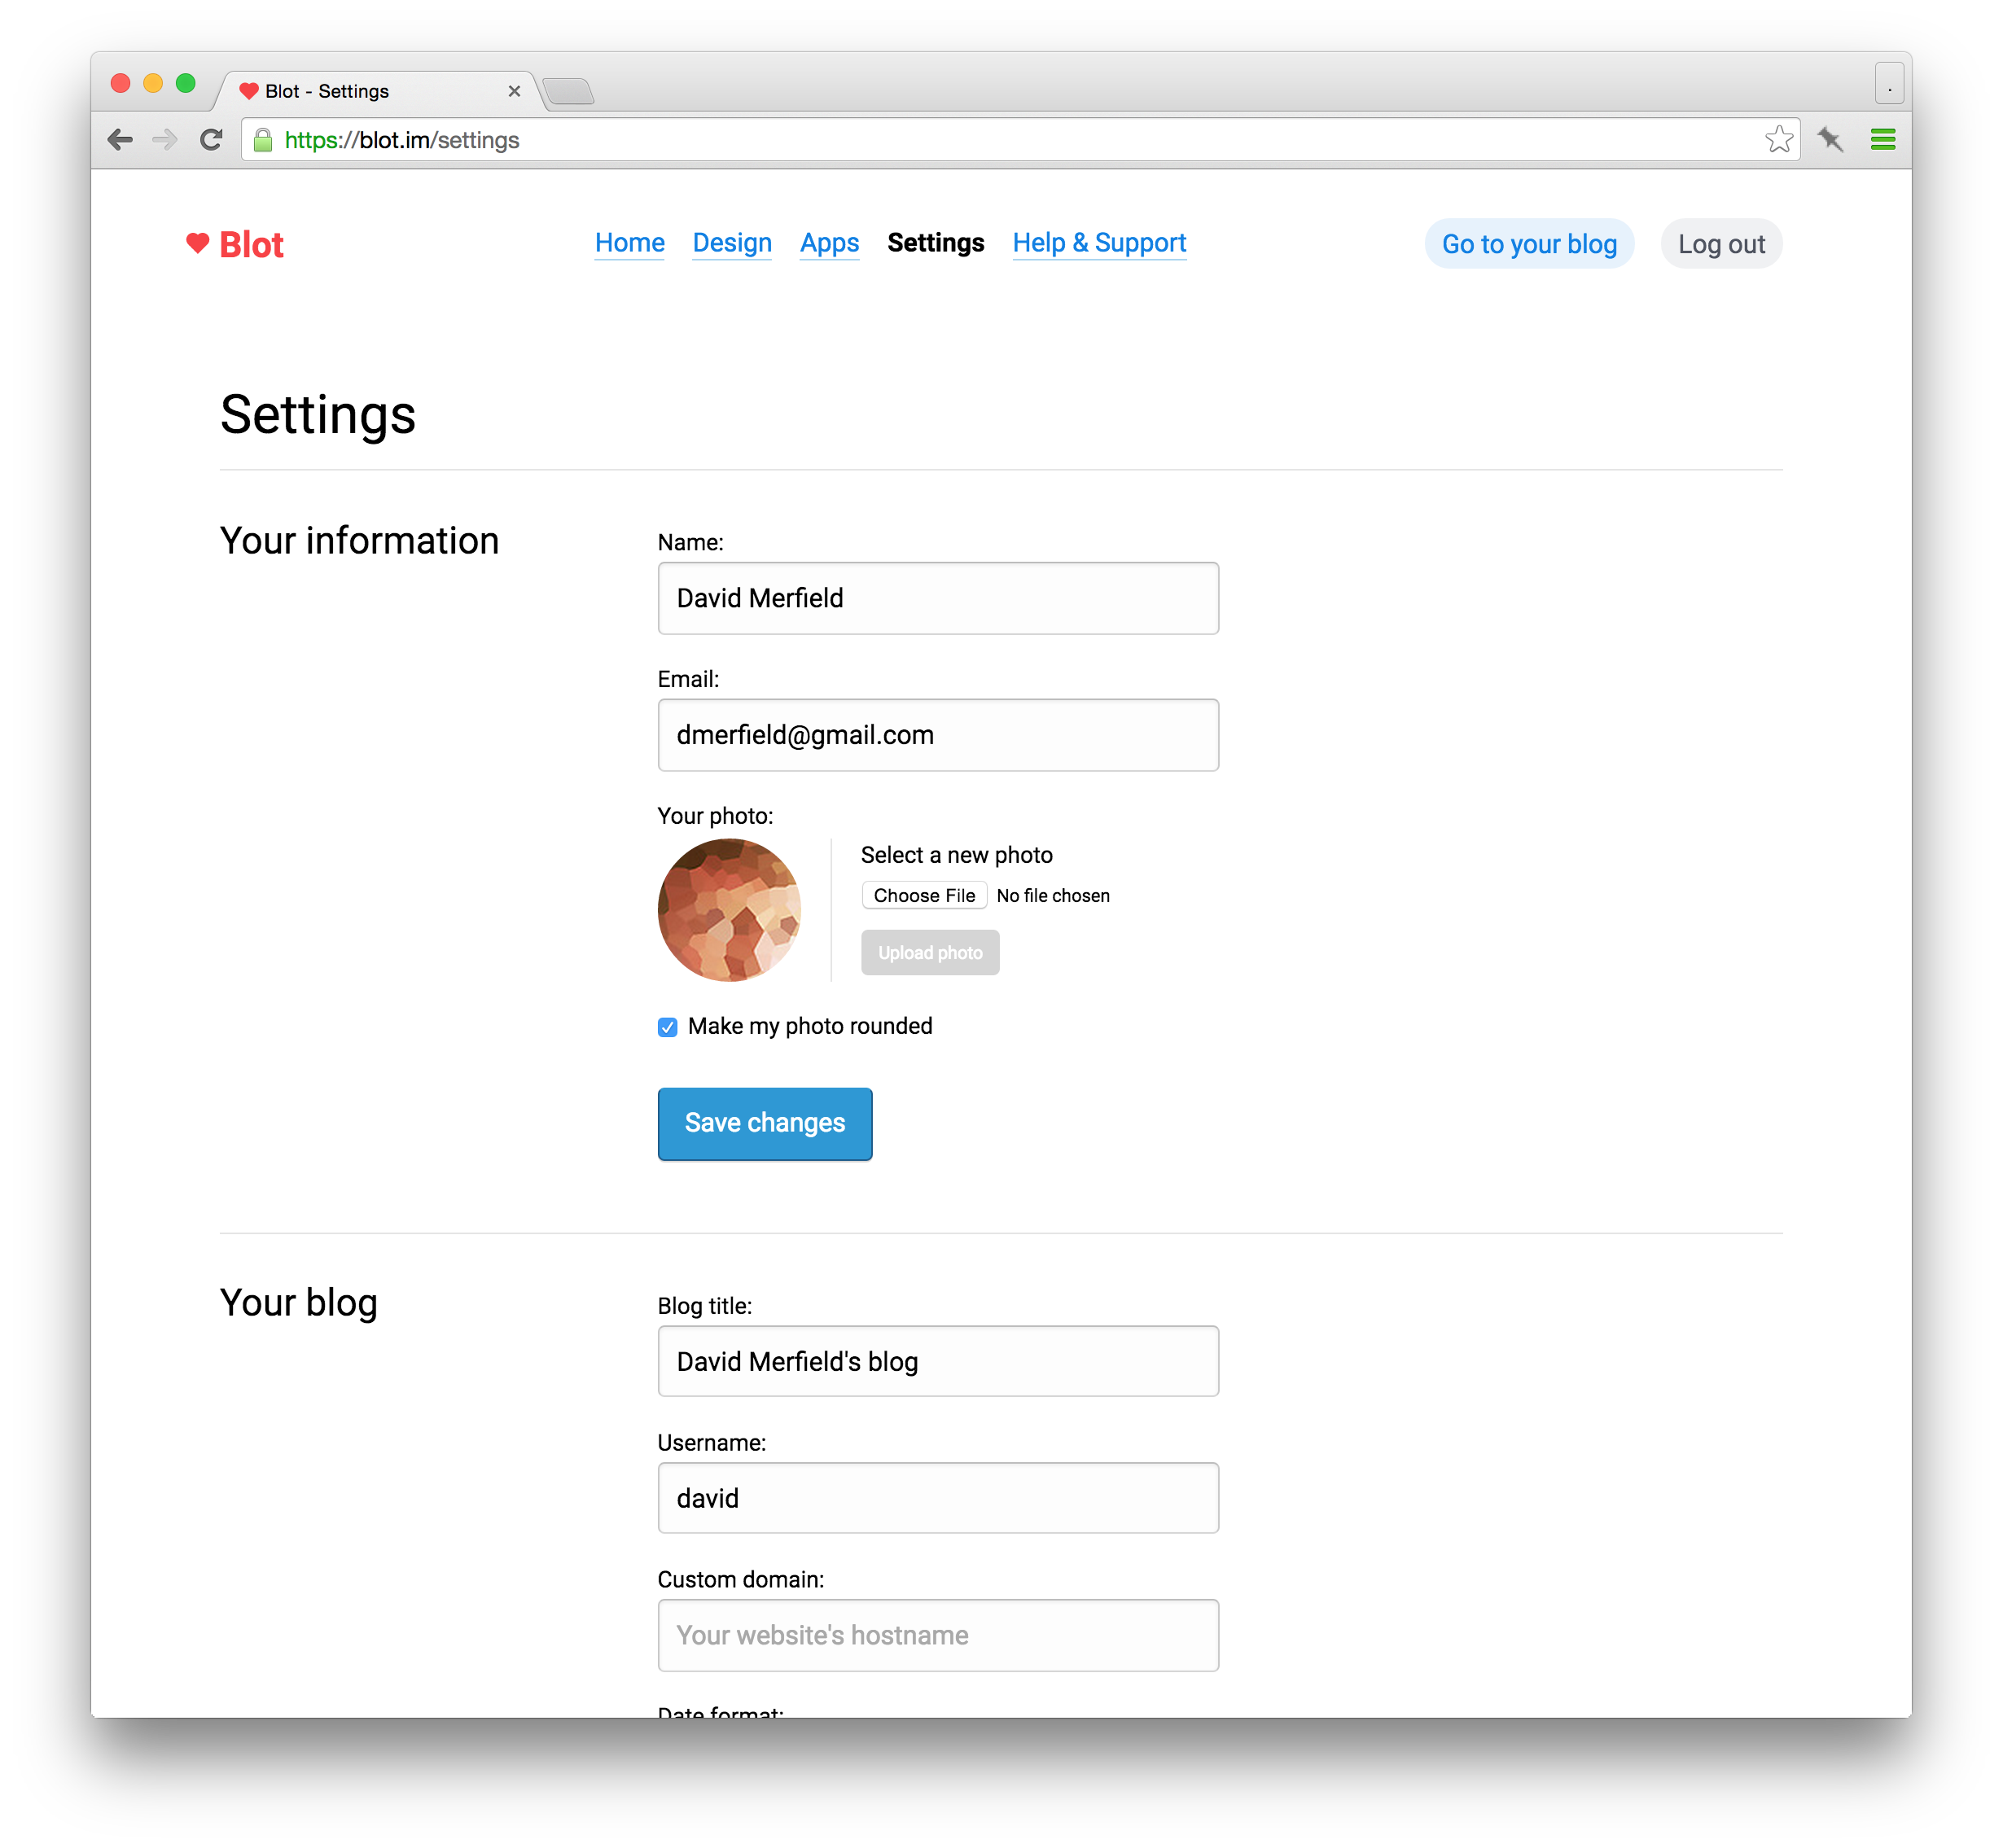 Blot - Settings
https://blot.im/settings
Blot
Home Design Apps Settings Help & Support
Go to your blog Log out
Settings
Your information
Name:
David Merfield
Email:
dmerfield@gmail.com
Your photo:
Select a new photo
Choose File No file chosen
Upload photo
Make my photo rounded
Save changes
Your blog
Blog title:
David Merfield's blog
Username:
david
Custom domain:
Your website's hostname
Date format: